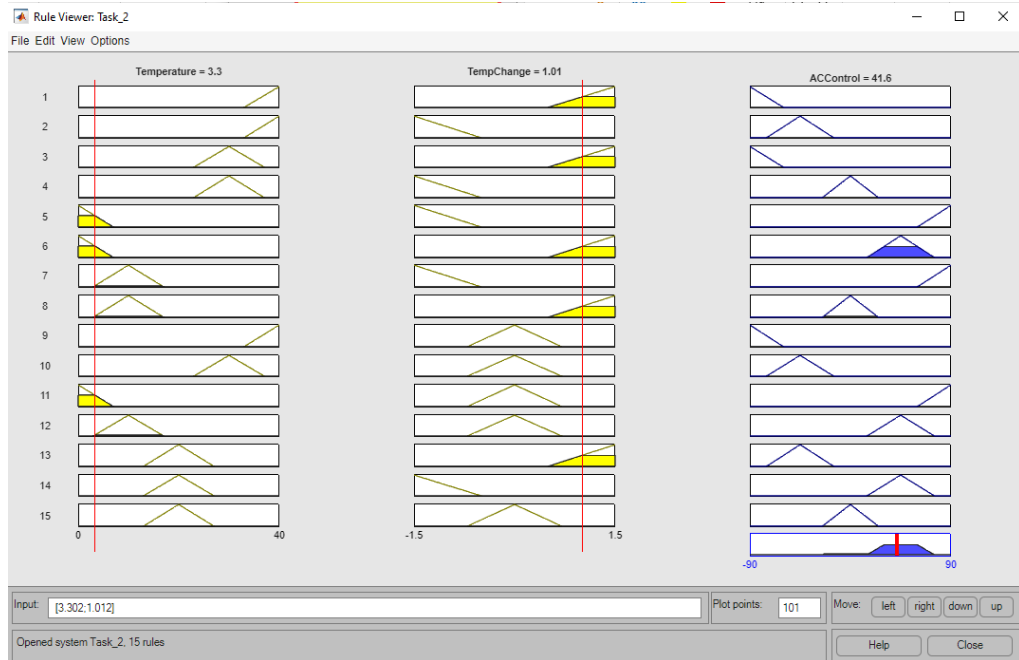 Rule Viewer: Task_2
File Edit View Options
Temperature = 3.3
TempChange = 1.01
ACControl = 41.6
1
2
3
4
5
6
7
8
9
10
11
12
13
14
15
0 40
-1.5 1.5
-90 90
Input: [3.302;1.012]
Plot points: 101
Move: left right down up
Opened system Task_2, 15 rules
Help Close